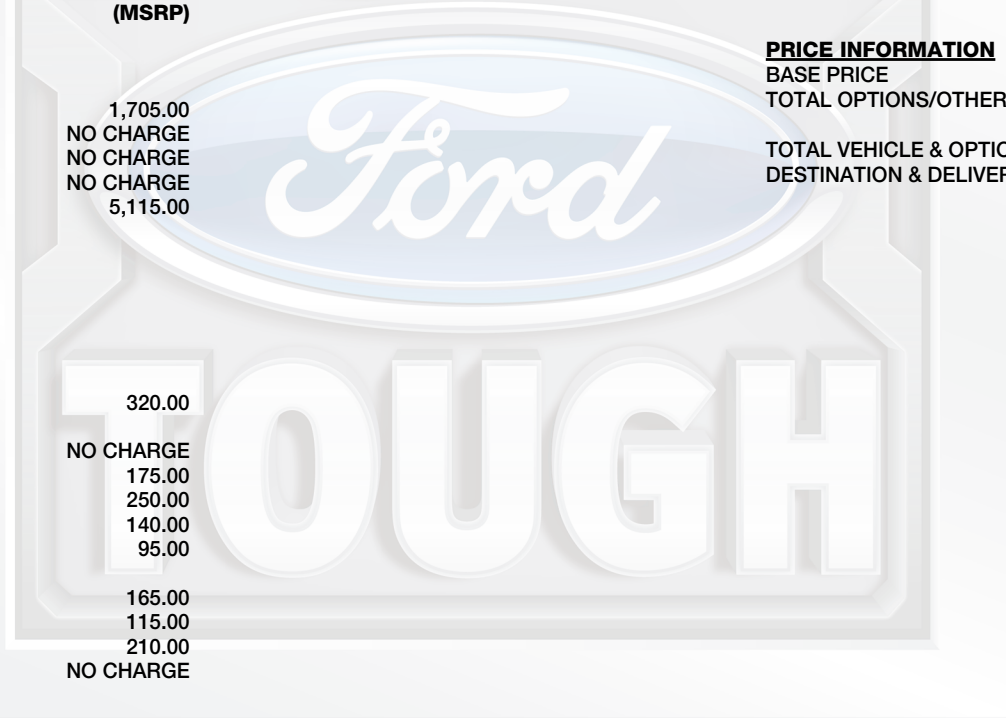 (MSRP)
1,705.00
NO CHARGE
NO CHARGE
NO CHARGE
5,115.00
320.00
NO CHARGE
175.00
250.00
140.00
95.00
165.00
115.00
210.00
NO CHARGE
PRICE INFORMATION
BASE PRICE
TOTAL OPTIONS/OTHER
TOTAL VEHICLE & OPTIO
DESTINATION & DELIVER
Ford
TOUGH